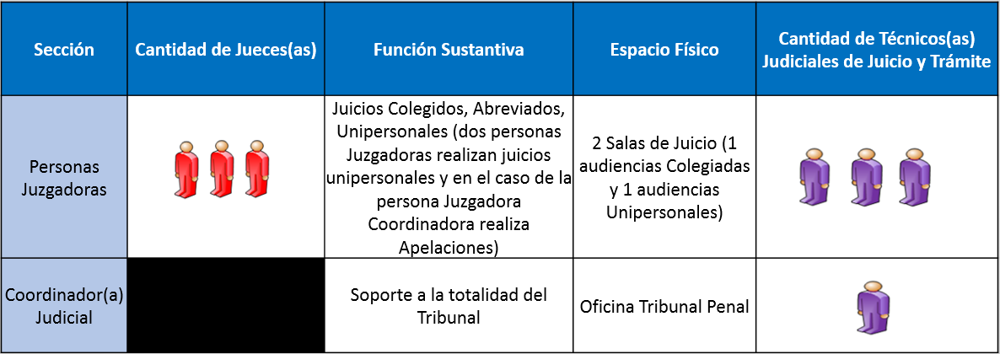 Sección
Cantidad de Jueces(as)
Función Sustantiva
Espacio Físico
Cantidad de Técnicos(as)
Judiciales de Juicio y Trámite
Personas
Juzgadoras
Juicios Colegidos, Abreviados,
Unipersonales (dos personas
Juzgadoras realizan juicios
unipersonales y en el caso de la
persona Juzgadora
Coordinadora realiza
Apelaciones)
2 Salas de Juicio (1
audiencias Colegiadas
y 1 audiencias
Unipersonales)
Coordinador(a)
Judicial
Soporte a la totalidad del
Tribunal
Oficina Tribunal Penal